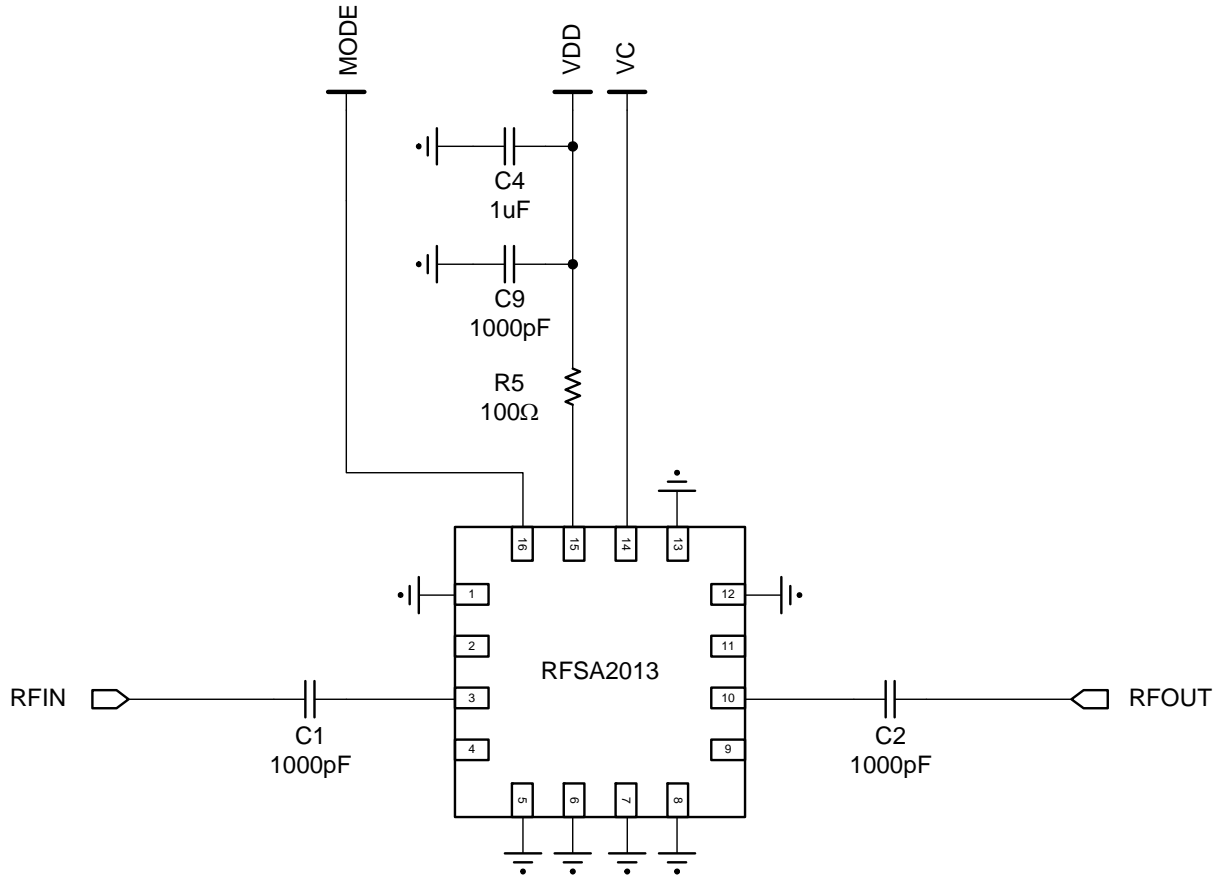 MODE
VDD
VC
C4
1uF
C9
1000pF
R5
100Ω
16
15
14
13
1
12
2
11
RFSA2013
RFIN
3
10
RFOUT
C1
1000pF
4
9
C2
1000pF
5
6
7
8